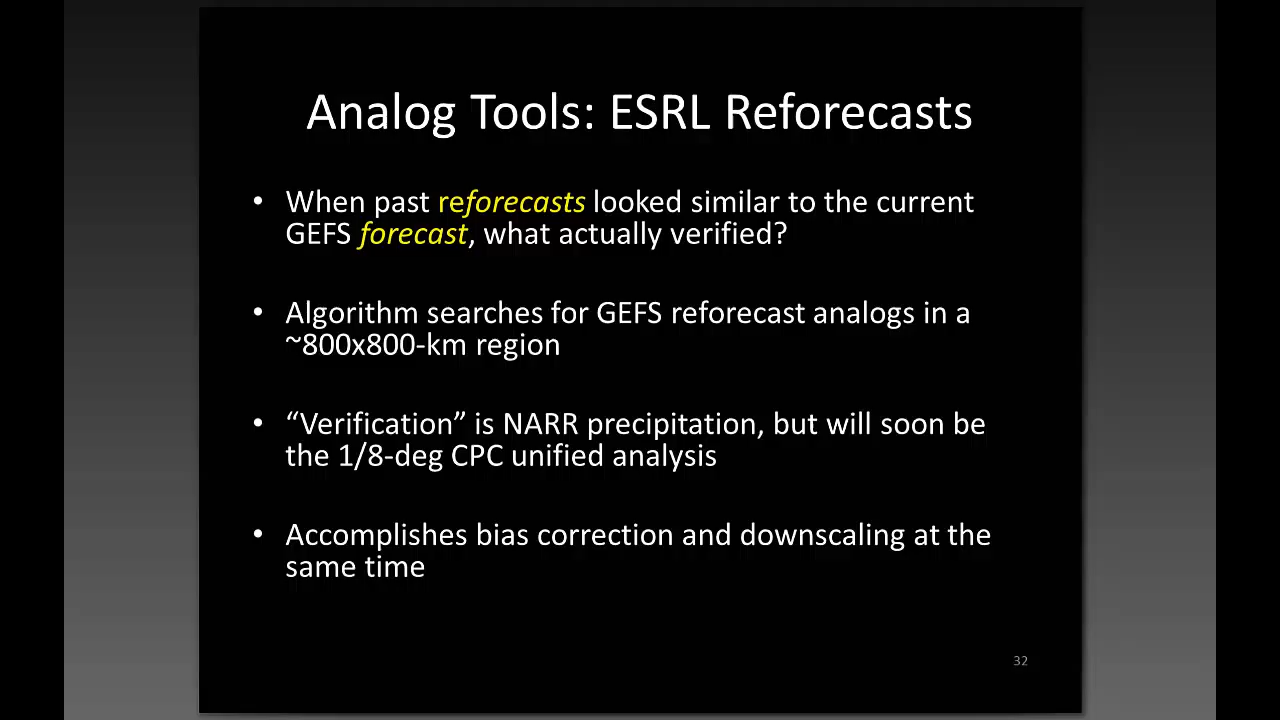 Analog Tools: ESRL Reforecasts
• When past reforecasts looked similar to the current
GEFS forecast, what actually verified?
• Algorithm searches for GEFS reforecast analogs in a
~800x800-km region
• “Verification” is NARR precipitation, but will soon be
the 1/8-deg CPC unified analysis
• Accomplishes bias correction and downscaling at the
same time
32